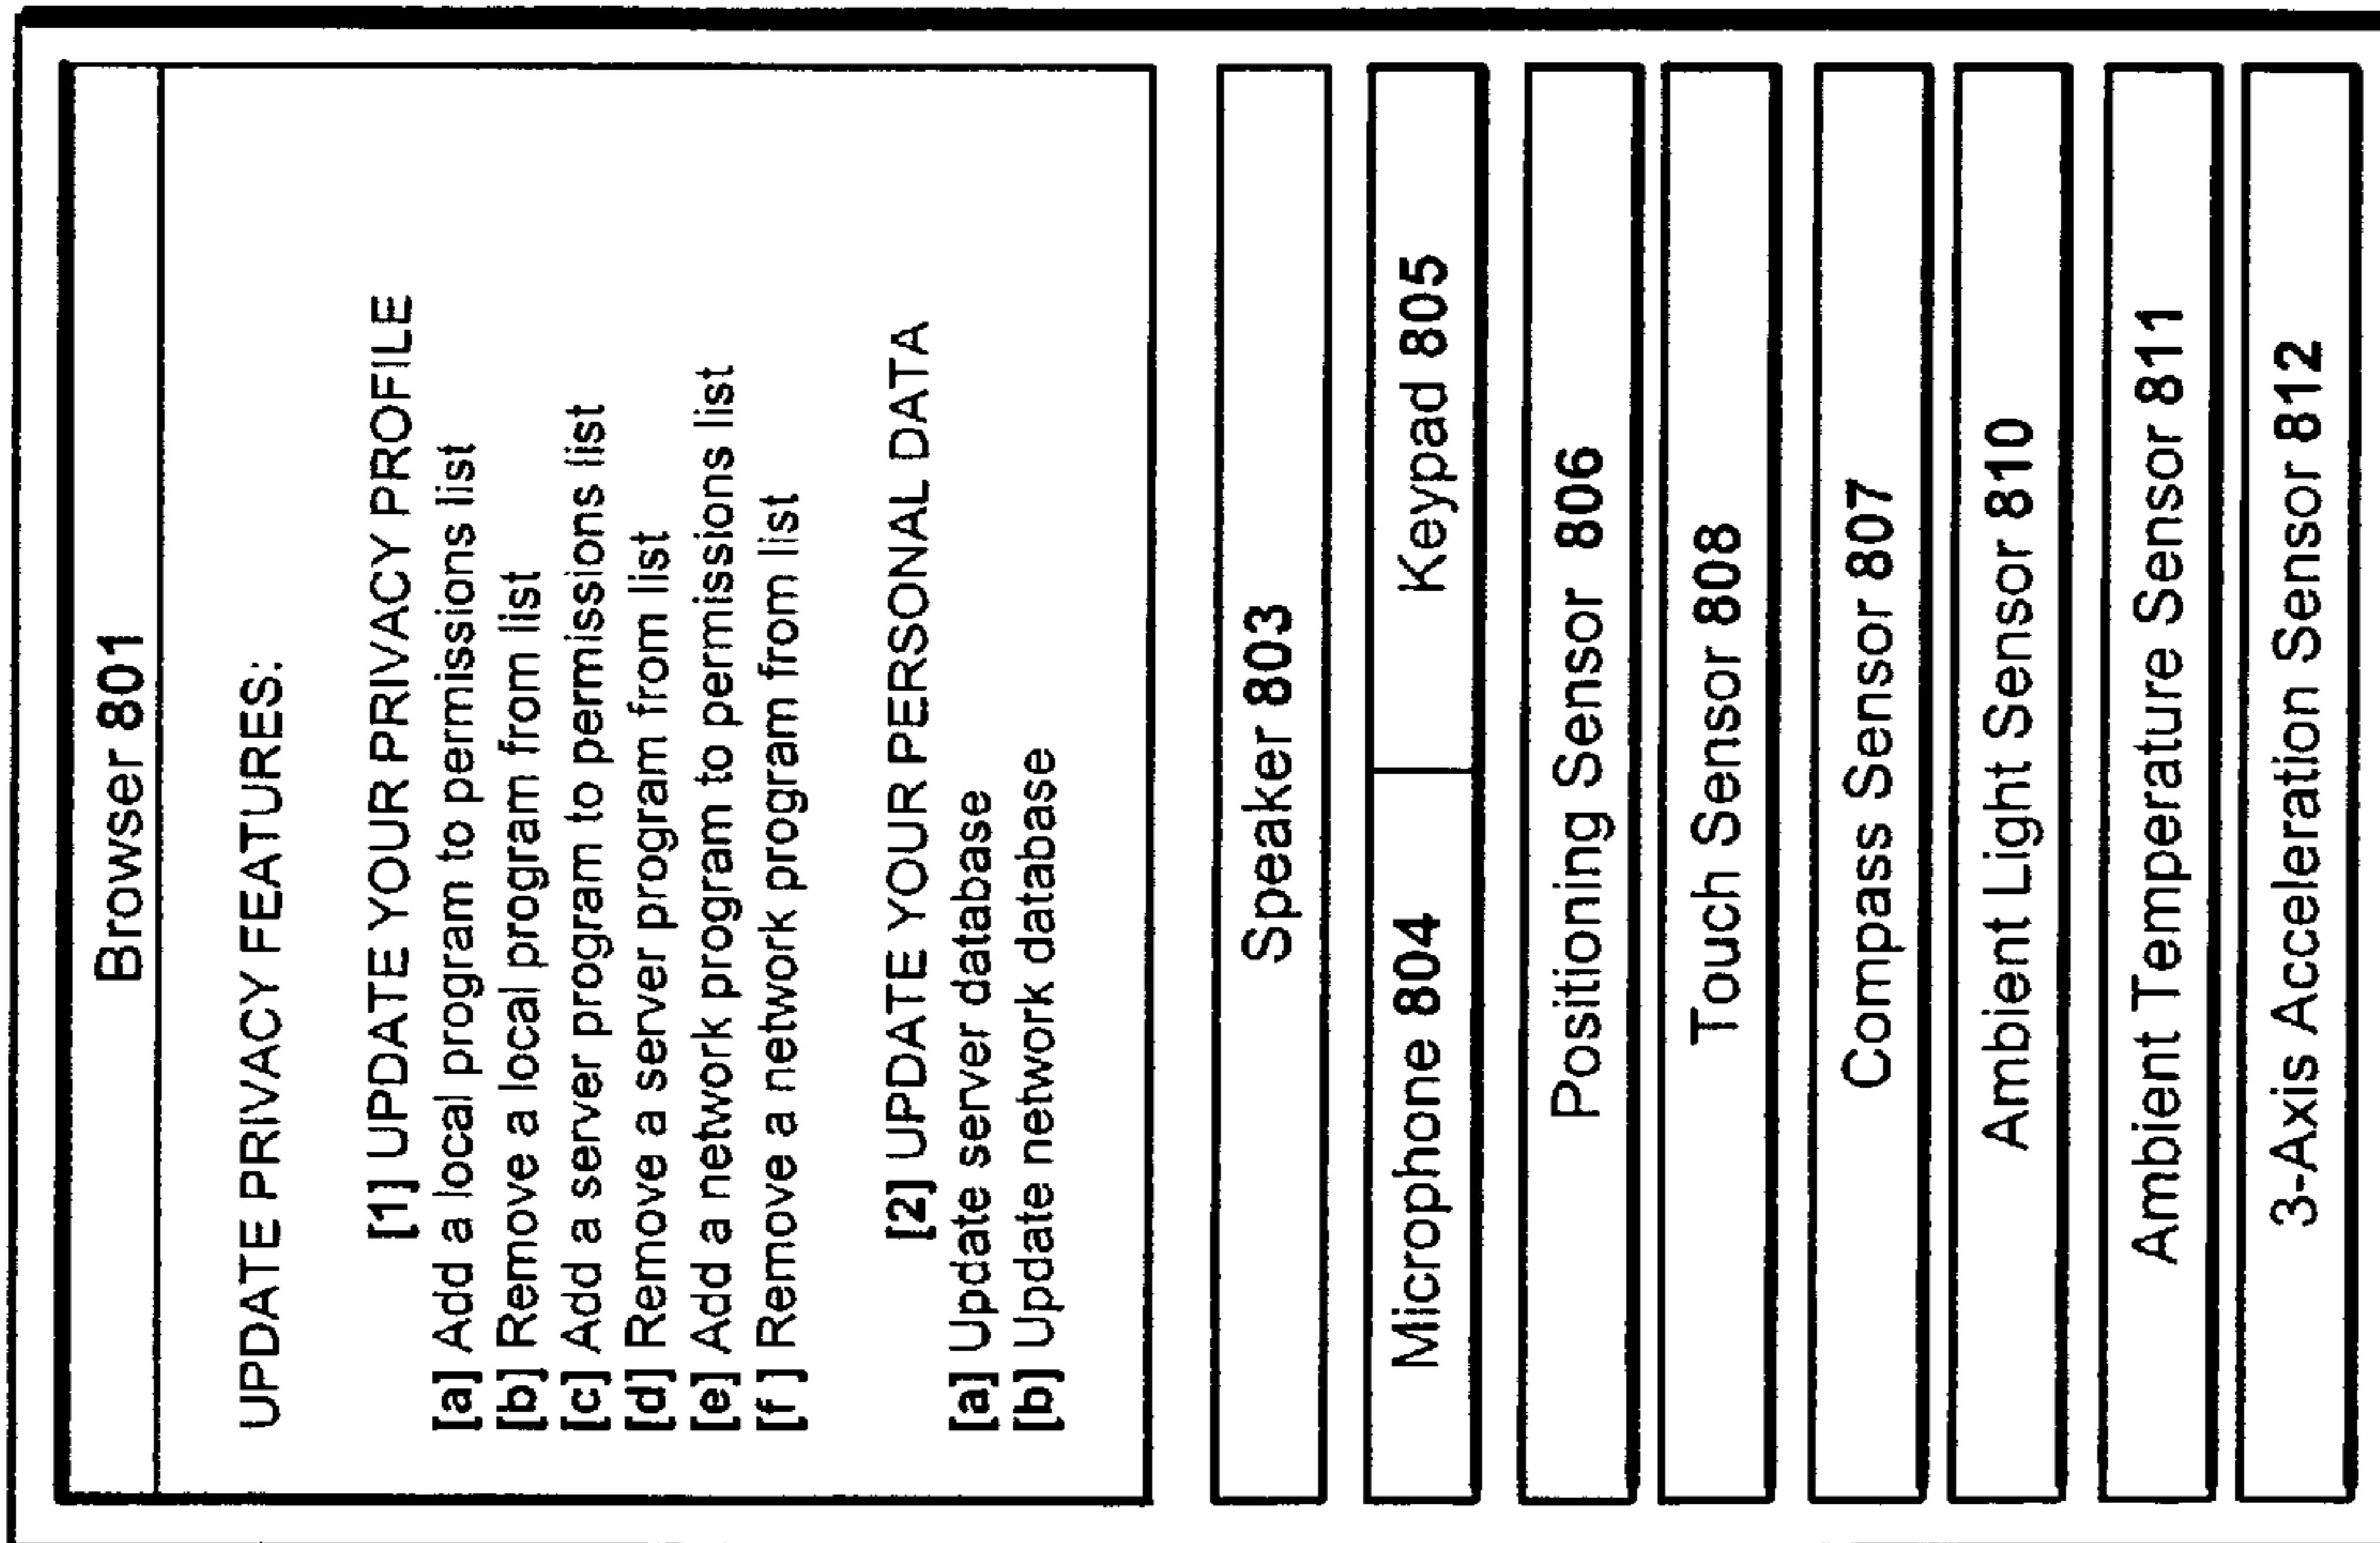 Browser 801
UPDATE PRIVACY FEATURES:
[1] UPDATE YOUR PRIVACY PROFILE
[a] Add a local program to permissions list
[b] Remove a local program from list
[c] Add a server program to permissions list
[d] Remove a server program from list
[e] Add a network program to permissions list
[f ] Remove a network program from list
[2] UPDATE YOUR PERSONAL DATA
[a] Update server database
[b] Update network database
Speaker 803
Microphone 804 Keypad 805
Positioning Sensor 806
Touch Sensor 808
Compass Sensor 807
Ambient Light Sensor 810
Ambient Temperature Sensor 811
3-Axis Acceleration Sensor 812